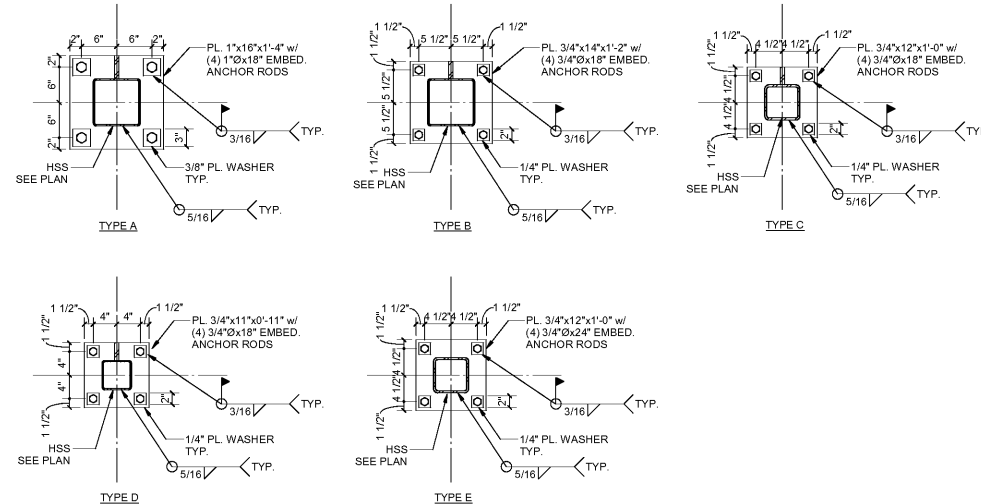 2" 6" 6" 2"
PL. 1"x16"x1'-4" w/
(4) 1"Øx18" EMBED.
ANCHOR RODS
2"
6"
6"
2"
3"
3/16 TYP.
HSS
SEE PLAN
3/8" PL. WASHER
TYP.
5/16 TYP.
TYPE A
1 1/2" 5 1/2" 5 1/2" 1 1/2"
PL. 3/4"x14"x1'-2" w/
(4) 3/4"Øx18" EMBED.
ANCHOR RODS
1 1/2"
5 1/2"
5 1/2"
1 1/2"
2"
3/16 TYP.
HSS
SEE PLAN
1/4" PL. WASHER
TYP.
5/16 TYP.
TYPE B
1 1/2" 4 1/2" 4 1/2" 1 1/2"
PL. 3/4"x12"x1'-0" w/
(4) 3/4"Øx18" EMBED.
ANCHOR RODS
1 1/2"
4 1/2"
4 1/2"
1 1/2"
2"
3/16 TYP
HSS
SEE PLAN
1/4" PL. WASHER
TYP.
5/16 TYP.
TYPE C
1 1/2" 4" 4" 1 1/2"
PL. 3/4"x11"x0'-11" w/
(4) 3/4"Øx18" EMBED.
ANCHOR RODS
1 1/2"
4"
4"
1 1/2"
2"
3/16 TYP.
HSS
SEE PLAN
1/4" PL. WASHER
TYP.
5/16 TYP.
TYPE D
1 1/2" 4 1/2" 4 1/2" 1 1/2"
PL. 3/4"x12"x1'-0" w/
(4) 3/4"Øx24" EMBED.
ANCHOR RODS
1 1/2"
4 1/2"
4 1/2"
1 1/2"
2"
3/16 TYP.
HSS
SEE PLAN
1/4" PL. WASHER
TYP.
5/16 TYP.
TYPE E